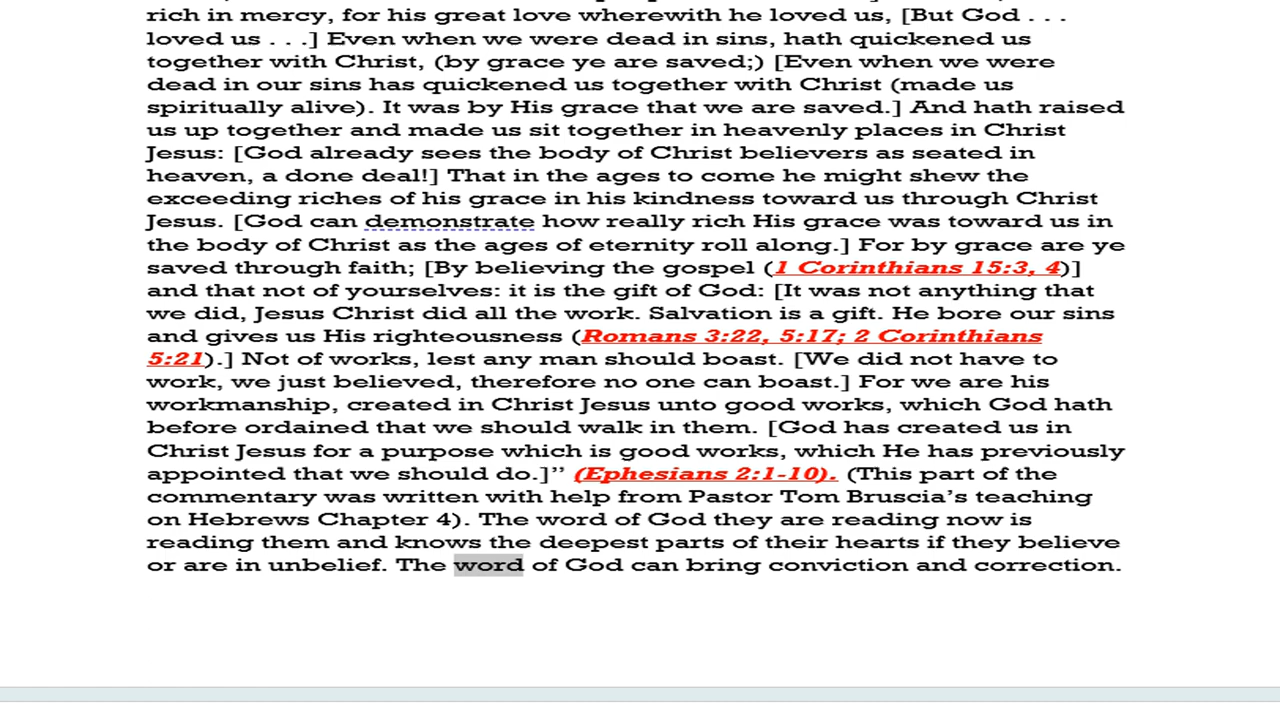 rich in mercy, for his great love wherewith he loved us, [But God . . .
loved us . . .] Even when we were dead in sins, hath quickened us
together with Christ, (by grace ye are saved;) [Even when we were
dead in our sins has quickened us together with Christ (made us
spiritually alive). It was by His grace that we are saved.] And hath raised
us up together and made us sit together in heavenly places in Christ
Jesus: [God already sees the body of Christ believers as seated in
heaven, a done deal!] That in the ages to come he might shew the
exceeding riches of his grace in his kindness toward us through Christ
Jesus. [God can demonstrate how really rich His grace was toward us in
the body of Christ as the ages of eternity roll along.] For by grace are ye
saved through faith; [By believing the gospel (1 Corinthians 15:3, 4)]
and that not of yourselves: it is the gift of God: [It was not anything that
we did, Jesus Christ did all the work. Salvation is a gift. He bore our sins
and gives us His righteousness (Romans 3:22, 5:17; 2 Corinthians
5:21).] Not of works, lest any man should boast. [We did not have to
work, we just believed, therefore no one can boast.] For we are his
workmanship, created in Christ Jesus unto good works, which God hath
before ordained that we should walk in them. [God has created us in
Christ Jesus for a purpose which is good works, which He has previously
appointed that we should do.]” (Ephesians 2:1-10). (This part of the
commentary was written with help from Pastor Tom Bruscia’s teaching
on Hebrews Chapter 4). The word of God they are reading now is
reading them and knows the deepest parts of their hearts if they believe
or are in unbelief. The word of God can bring conviction and correction.